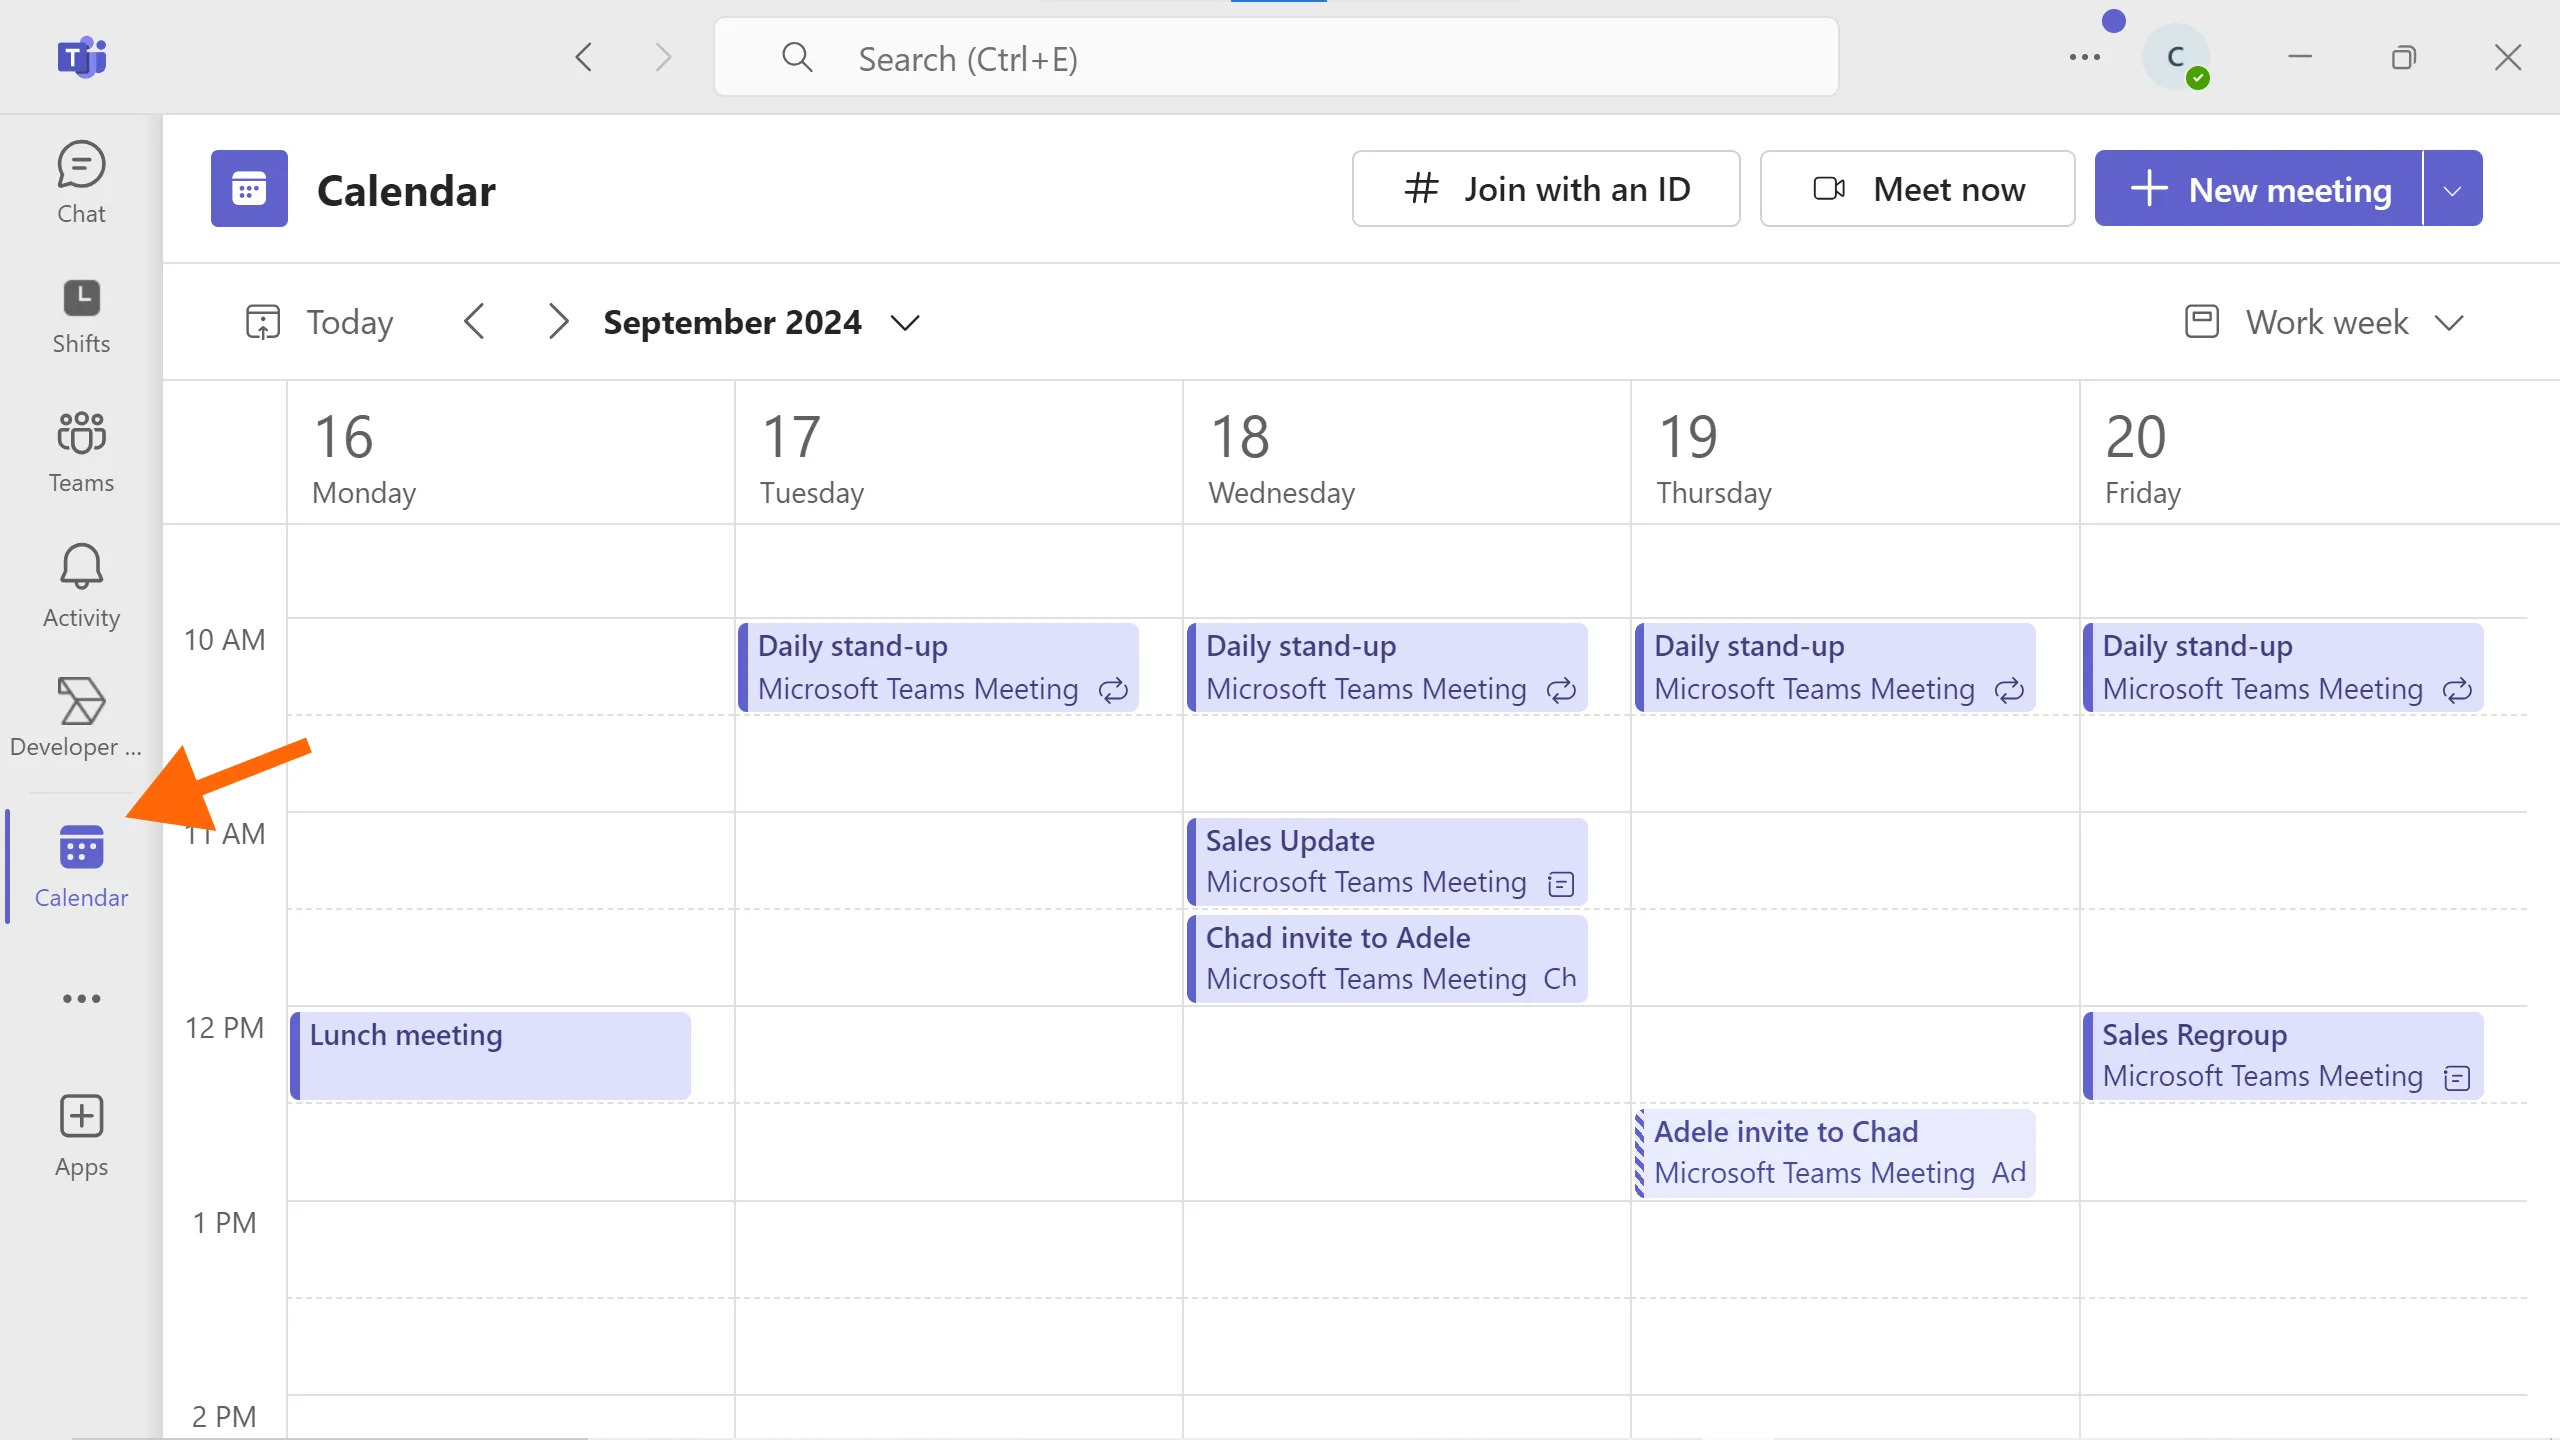 T
Search (Ctrl+E)
C
Chat
Shifts
Teams
Activity
Developer ...
Calendar
Apps
Calendar
# Join with an ID
Meet now
+ New meeting
Today
September 2024
Work week
16
Monday
17
Tuesday
18
Wednesday
19
Thursday
20
Friday
10 AM
Daily stand-up
Microsoft Teams Meeting
Daily stand-up
Microsoft Teams Meeting
Daily stand-up
Microsoft Teams Meeting
Daily stand-up
Microsoft Teams Meeting
11 AM
Sales Update
Microsoft Teams Meeting
Chad invite to Adele
Microsoft Teams Meeting Ch
12 PM
Lunch meeting
Sales Regroup
Microsoft Teams Meeting
Adele invite to Chad
Microsoft Teams Meeting Ad
1 PM
2 PM